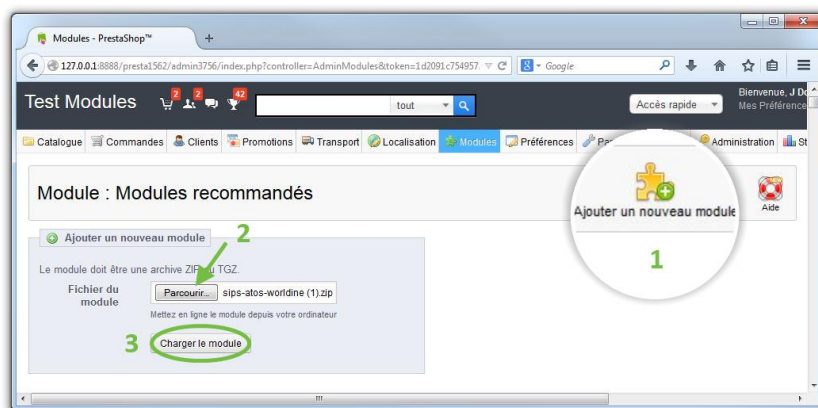 Modules - PrestaShop™
127.0.0.1:8888/presta1562/admin3756/index.php?controller=AdminModules&token=1d2091c754957.
Google
Test Modules 2 2 42 tout Accès rapide
Bienvenue, J Do
Mes Préférence
Catalogue Commandes Clients Promotions Transport Localisation Modules Préférences Pa Administration St
Module : Modules recommandés
Ajouter un nouveau module
Aide
1
Ajouter un nouveau module
2
Le module doit être une archive ZIP ou TGZ.
Fichier du module
Parcourir... sips-atos-worldine (1).zip
Mettez en ligne le module depuis votre ordinateur
3
Charger le module